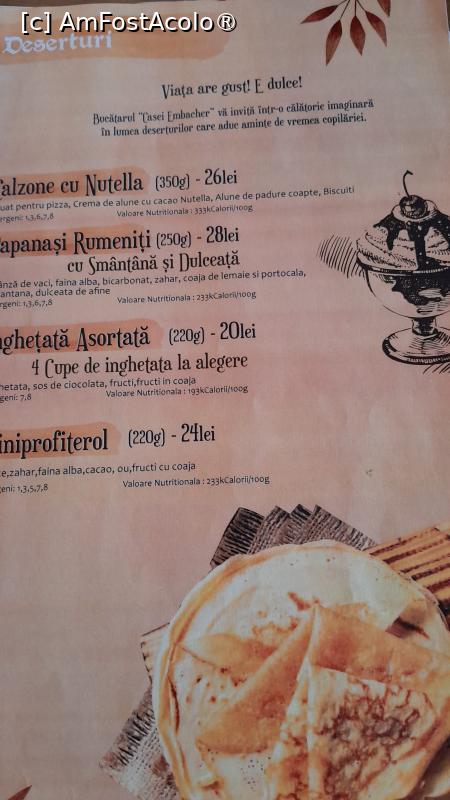 [c] AmFostAcolo®
Deserturi
Viața are gust! E dulce!
Bucătarul "Casei Embacher" vă invită într-o călătorie imaginară
în lumea deserturilor care aduc aminte de vremea copilăriei.
alzone cu Nutella (350g) - 26lei
uat pentru pizza, Crema de alune cu cacao Nutella, Alune de padure coapte, Biscuiti
ergeni: 1,3,6,7,8 Valoare Nutritionala : 333kCalorii/100g
apanași Rumeniți (250g) - 28lei
cu Smântână și Dulceață
ânză de vaci, faina alba, bicarbonat, zahar, coaja de lemaie si portocala,
antana, dulceata de afine
rgeni: 1,3,6,7,8 Valoare Nutritionala : 233kCalorii/100g
ghețată Asortată (220g) - 20lei
4 Cupe de inghetața la alegere
hetata, sos de ciocolata, fructi,fructi in coaja
rgeni: 7,8 Valoare Nutritionala : 193kCalorii/100g
iniprofiterol (220g) - 24lei
te,zahar,faina alba,cacao, ou,fructi cu coaja
rgeni: 1,3,5,7,8 Valoare Nutritionala : 233kCalorii/100g